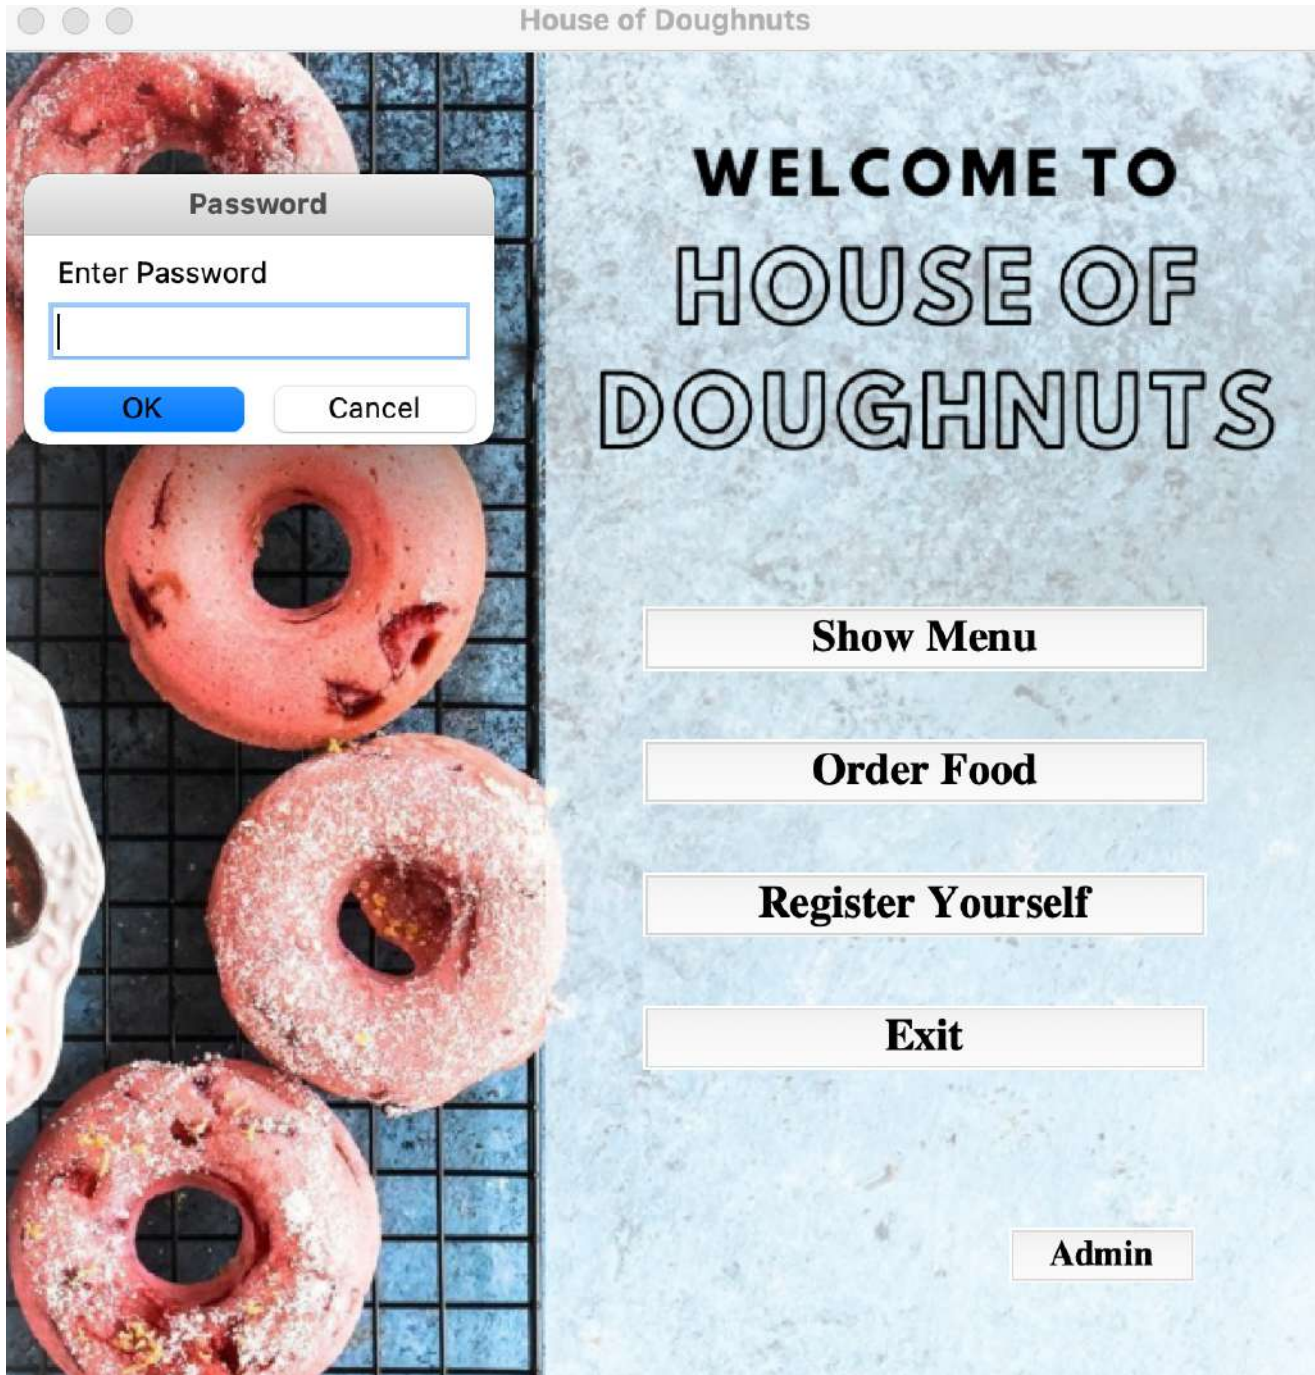 House of Doughnuts
Password
Enter Password
OK
Cancel
WELCOME TO
HOUSE OF
DOUGHNUTS
Show Menu
Order Food
Register Yourself
Exit
Admin